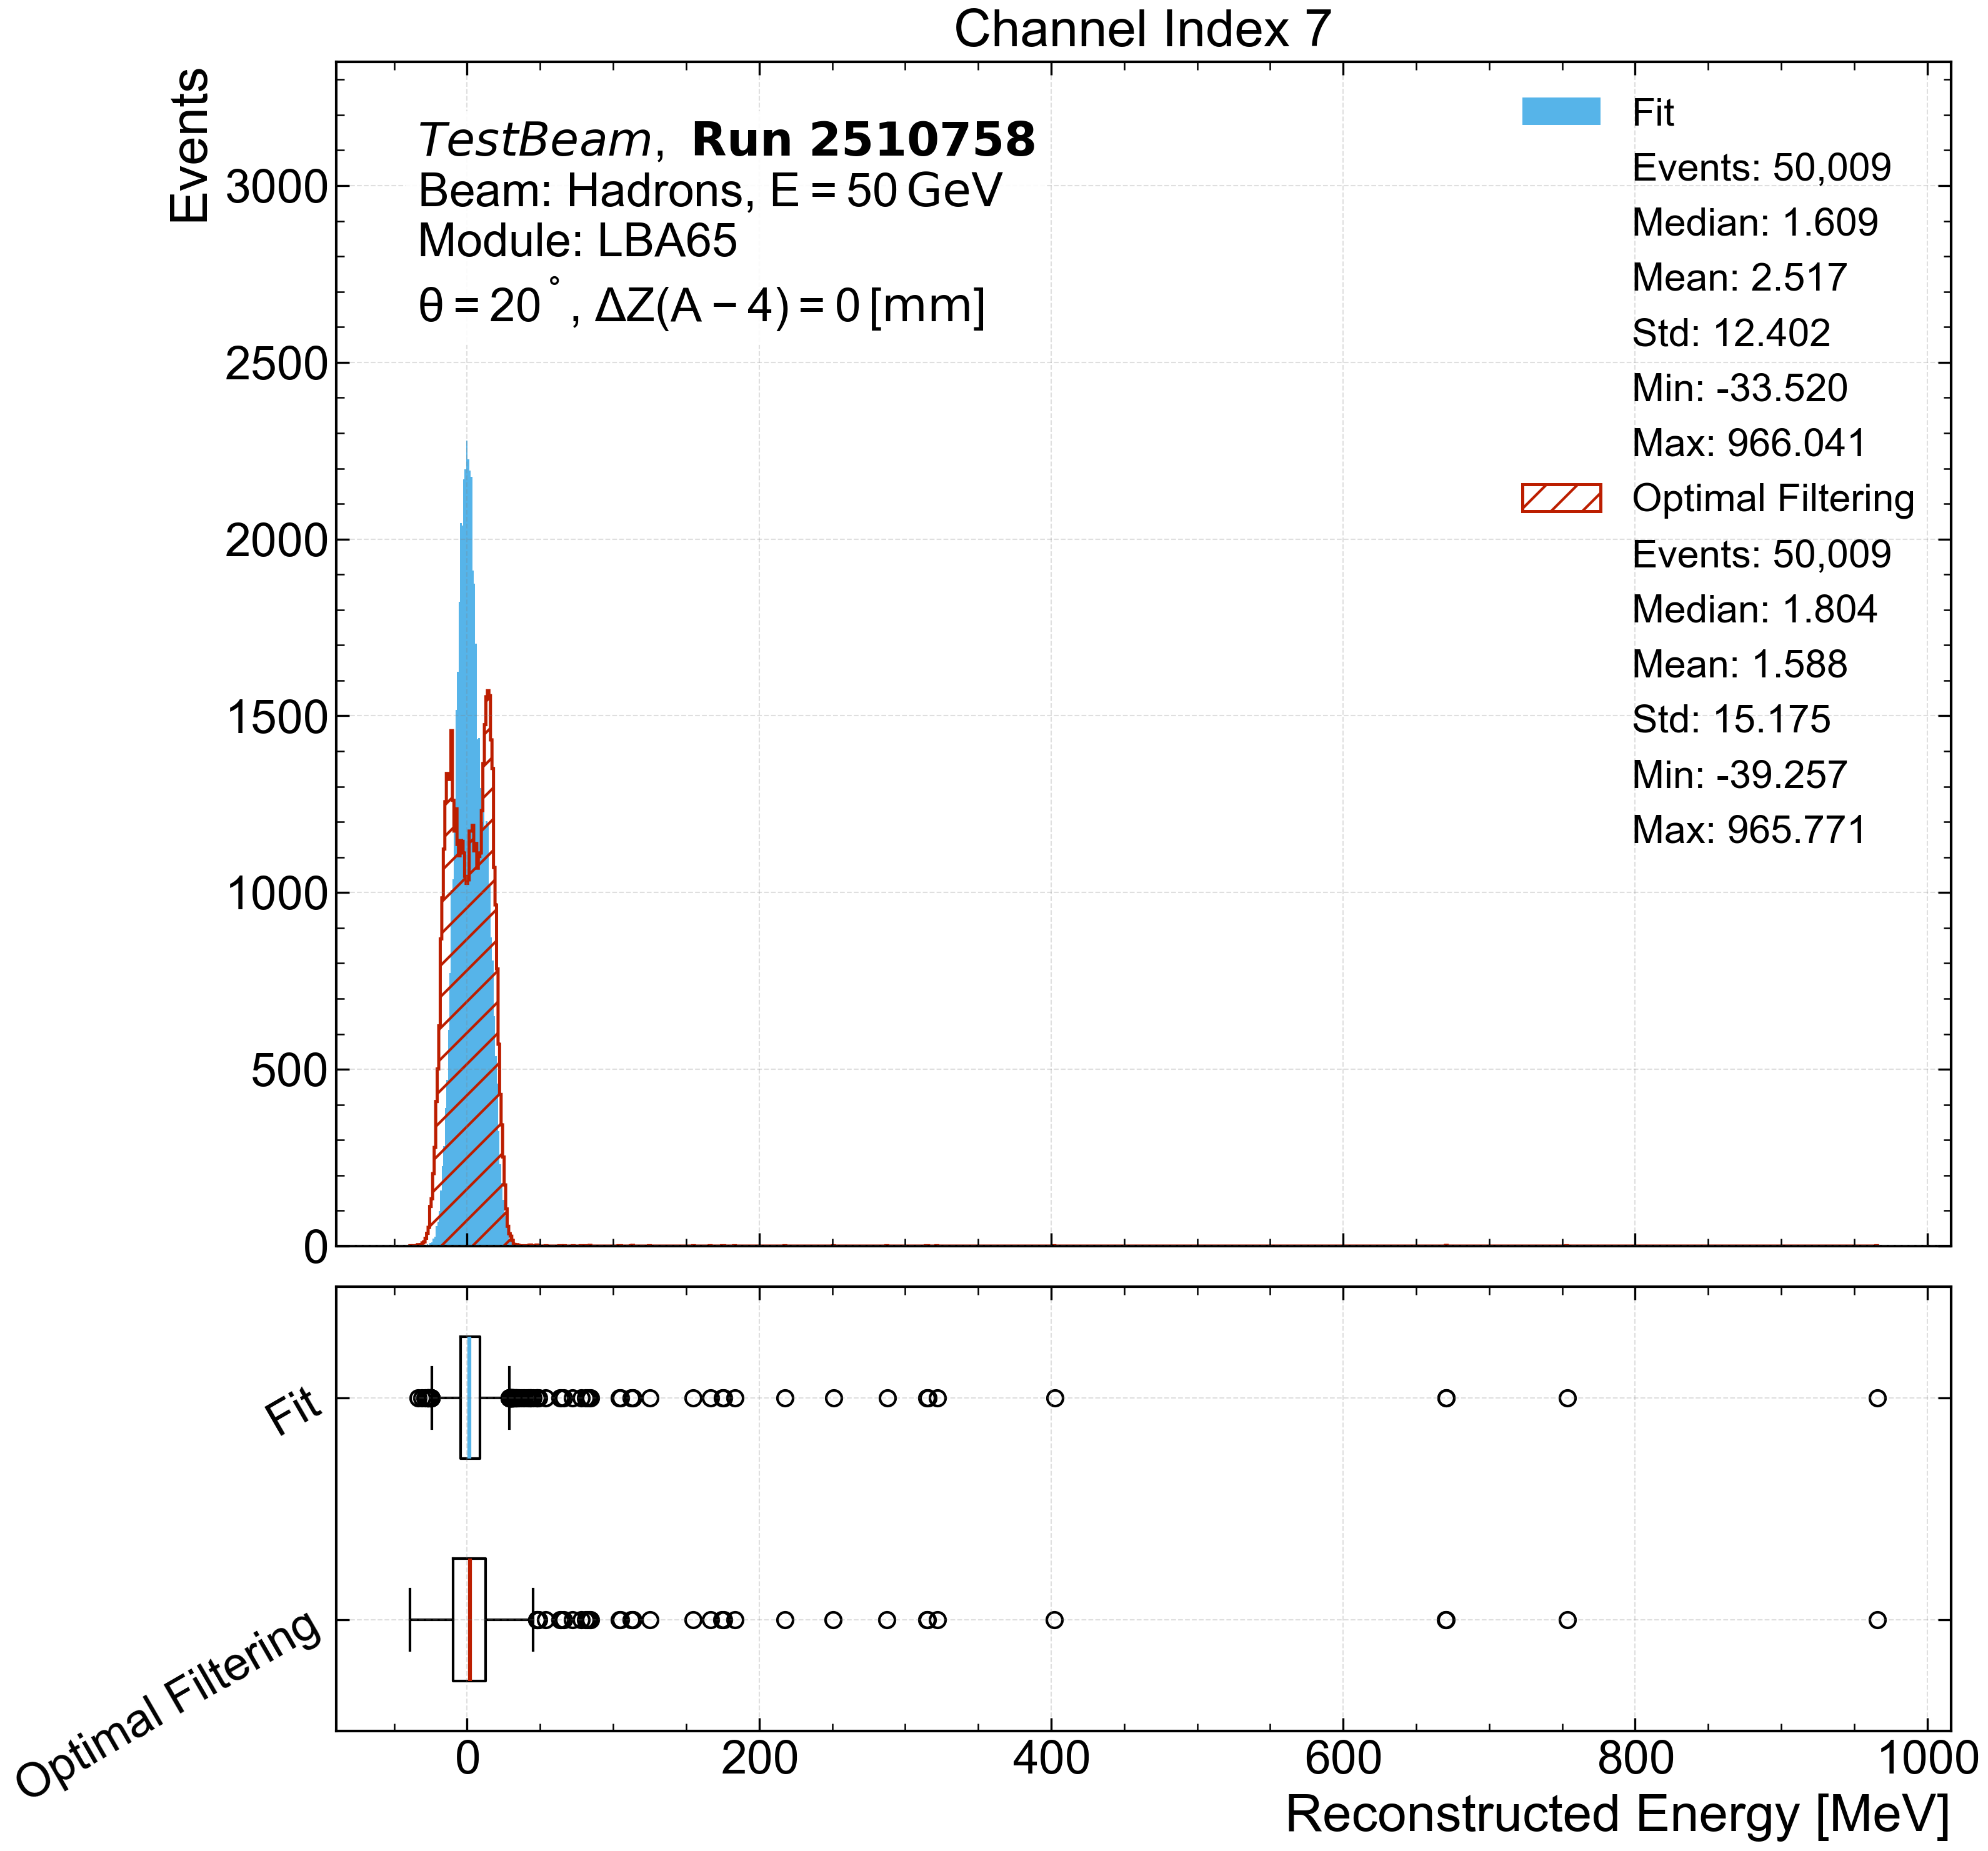 Channel Index 7
Events
TestBeam, Run 2510758
Beam: Hadrons, E = 50 GeV
Module: LBA65
θ = 20°, ΔZ(A − 4) = 0 [mm]
Fit
Events: 50,009
Median: 1.609
Mean: 2.517
Std: 12.402
Min: -33.520
Max: 966.041
Optimal Filtering
Events: 50,009
Median: 1.804
Mean: 1.588
Std: 15.175
Min: -39.257
Max: 965.771
3000
2500
2000
1500
1000
500
0
Fit
Optimal Filtering
0 200 400 600 800 1000
Reconstructed Energy [MeV]